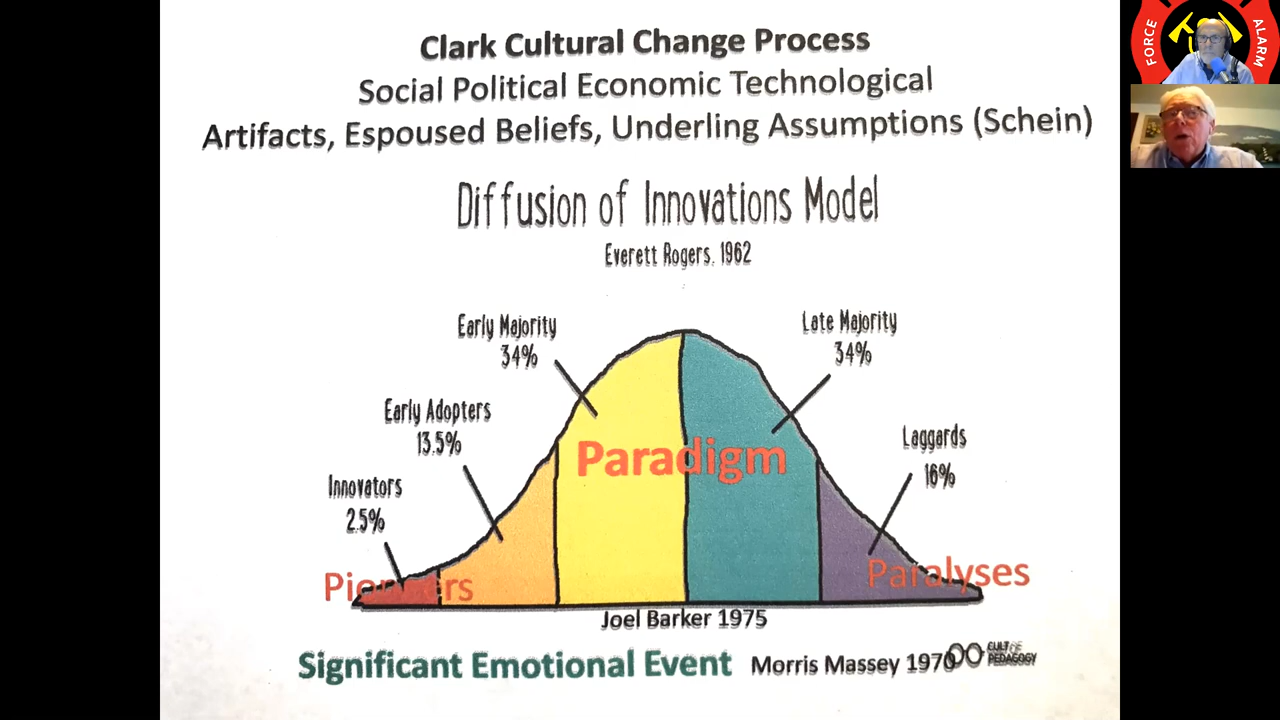 Clark Cultural Change Process
Social Political Economic Technological
Artifacts, Espoused Beliefs, Underling Assumptions (Schein)
Diffusion of Innovations Model
Everett Rogers, 1962
Early Majority
34%
Late Majority
34%
Early Adopters
13.5%
Laggards
16%
Innovators
2.5%
Paradigm
Pioneers
Paralyses
Joel Barker 1975
Significant Emotional Event
Morris Massey 1970
CULT OF
PEDAGOGY
FORCE
ALARM